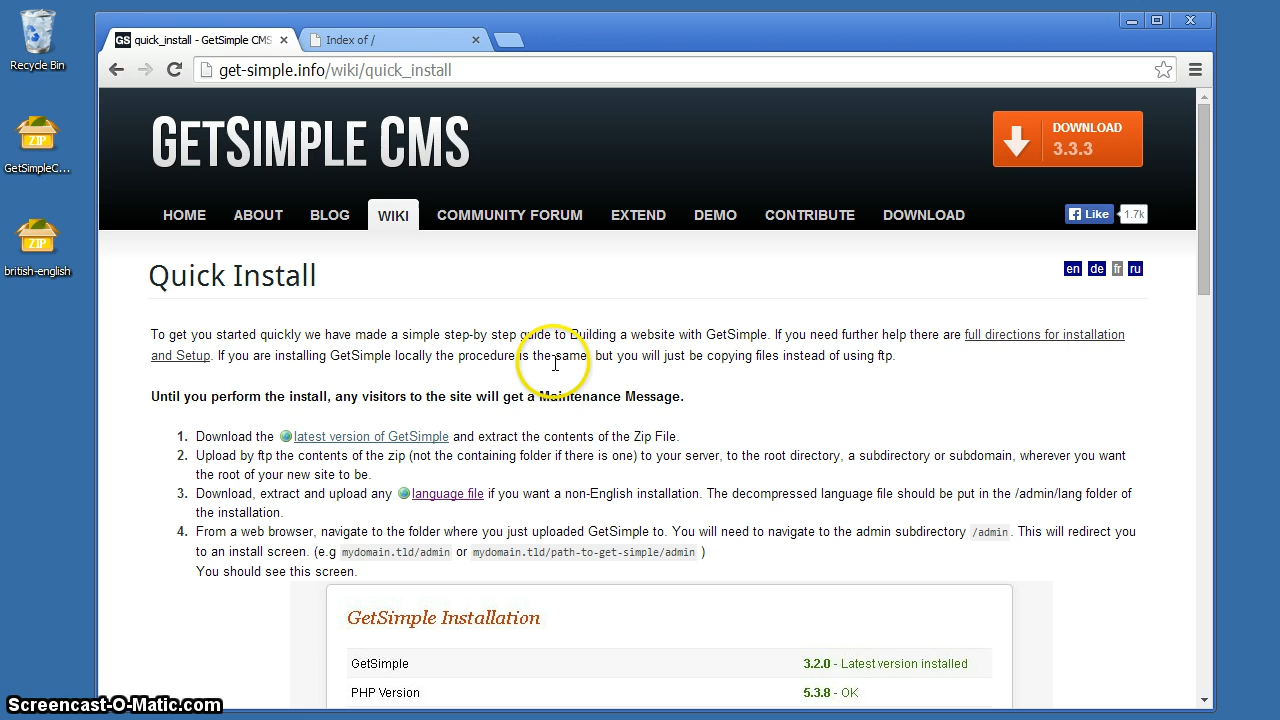 Recycle Bin
ZIP
GetSimpleC...
ZIP
british-english
GS quick_install - GetSimple CMS
Index of /
get-simple.info/wiki/quick_install
GETSIMPLE CMS
DOWNLOAD
3.3.3
HOME ABOUT BLOG WIKI COMMUNITY FORUM EXTEND DEMO CONTRIBUTE DOWNLOAD
Like 1.7k
Quick Install
en de fr ru
To get you started quickly we have made a simple step-by step guide to Building a website with GetSimple. If you need further help there are full directions for installation
and Setup. If you are installing GetSimple locally the procedure is the same, but you will just be copying files instead of using ftp.
Until you perform the install, any visitors to the site will get a Maintenance Message.
1. Download the latest version of GetSimple and extract the contents of the Zip File.
2. Upload by ftp the contents of the zip (not the containing folder if there is one) to your server, to the root directory, a subdirectory or subdomain, wherever you want
the root of your new site to be.
3. Download, extract and upload any language file if you want a non-English installation. The decompressed language file should be put in the /admin/lang folder of
the installation.
4. From a web browser, navigate to the folder where you just uploaded GetSimple to. You will need to navigate to the admin subdirectory /admin. This will redirect you
to an install screen. (e.g mydomain.tld/admin or mydomain.tld/path-to-get-simple/admin )
You should see this screen.
GetSimple Installation
GetSimple 3.2.0 - Latest version installed
PHP Version 5.3.8 - OK
Screencast-O-Matic.com